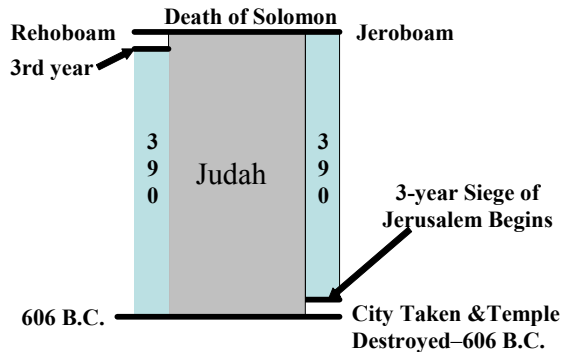 Death of Solomon
Rehoboam
Jeroboam
3rd year
3
9
0
Judah
3
9
0
3-year Siege of
Jerusalem Begins
606 B.C.
City Taken &Temple
Destroyed–606 B.C.